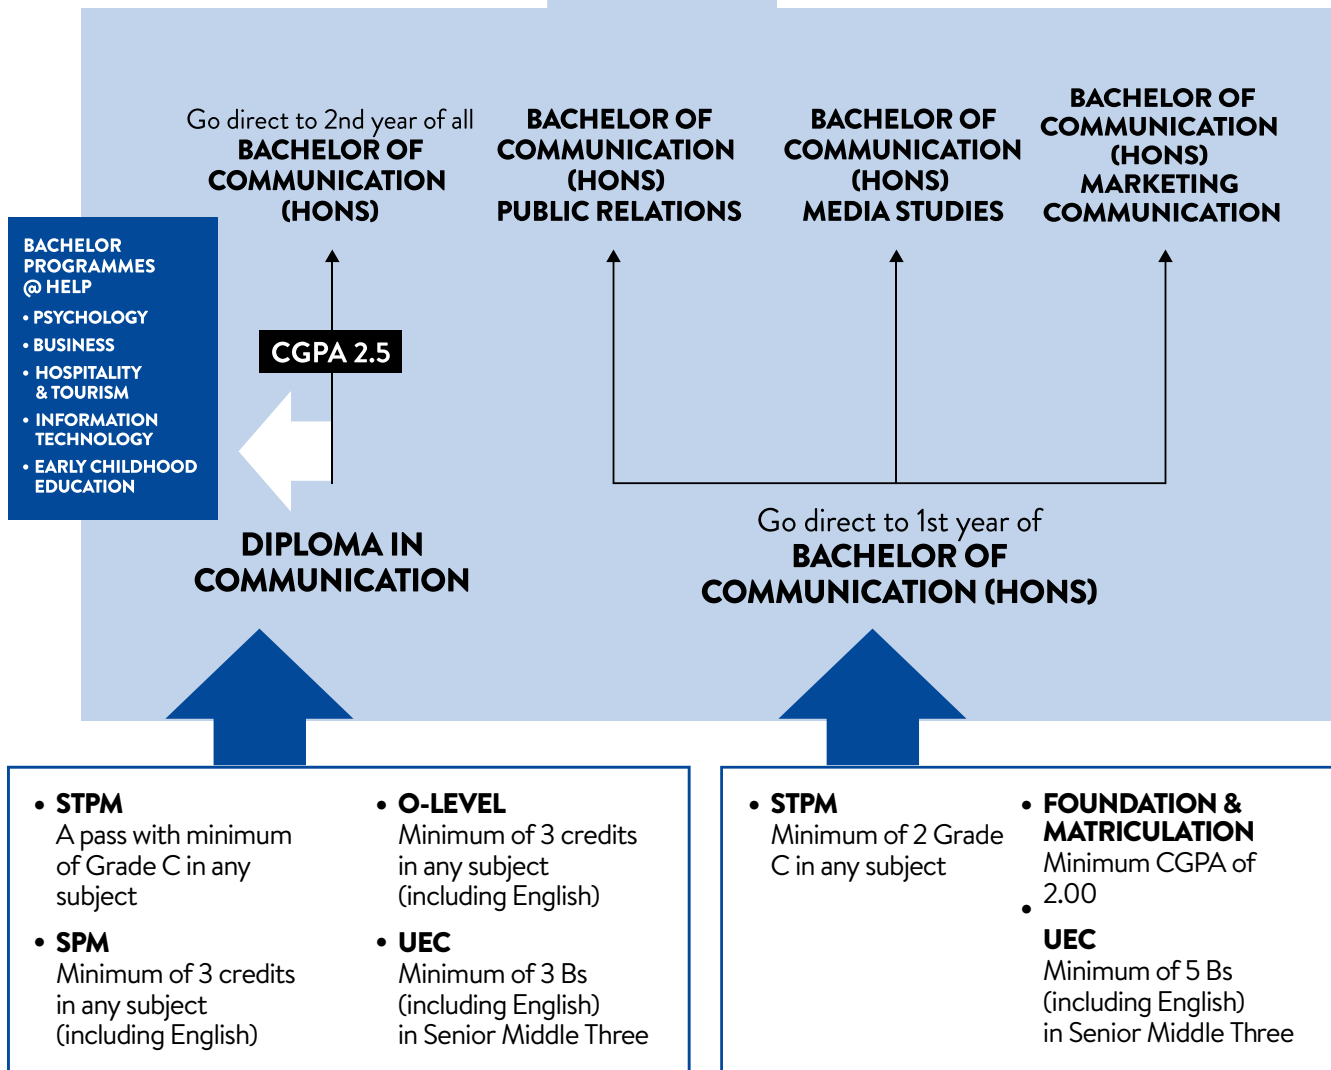 Go direct to 2nd year of all
BACHELOR OF
COMMUNICATION
(HONS)
BACHELOR OF
COMMUNICATION
(HONS)
PUBLIC RELATIONS
BACHELOR OF
COMMUNICATION
(HONS)
MEDIA STUDIES
BACHELOR OF
COMMUNICATION
(HONS)
MARKETING
COMMUNICATION
BACHELOR
PROGRAMMES
@ HELP
• PSYCHOLOGY
• BUSINESS
• HOSPITALITY
& TOURISM
• INFORMATION
TECHNOLOGY
• EARLY CHILDHOOD
EDUCATION
CGPA 2.5
DIPLOMA IN
COMMUNICATION
Go direct to 1st year of
BACHELOR OF
COMMUNICATION (HONS)
• STPM
A pass with minimum
of Grade C in any
subject
• SPM
Minimum of 3 credits
in any subject
(including English)
• O-LEVEL
Minimum of 3 credits
in any subject
(including English)
• UEC
Minimum of 3 Bs
(including English)
in Senior Middle Three
• STPM
Minimum of 2 Grade
C in any subject
• FOUNDATION &
MATRICULATION
Minimum CGPA of
2.00
•
UEC
Minimum of 5 Bs
(including English)
in Senior Middle Three